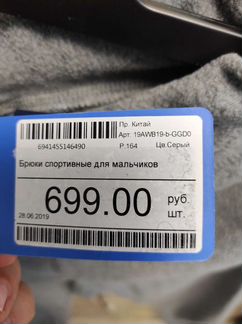 Пр. Китай
Арт. 19AWB19-b-GGD0
6941455146490 Р.164 Цв.Серый
Брюки спортивные для мальчиков
699.00 руб.
шт.
28.06.2019